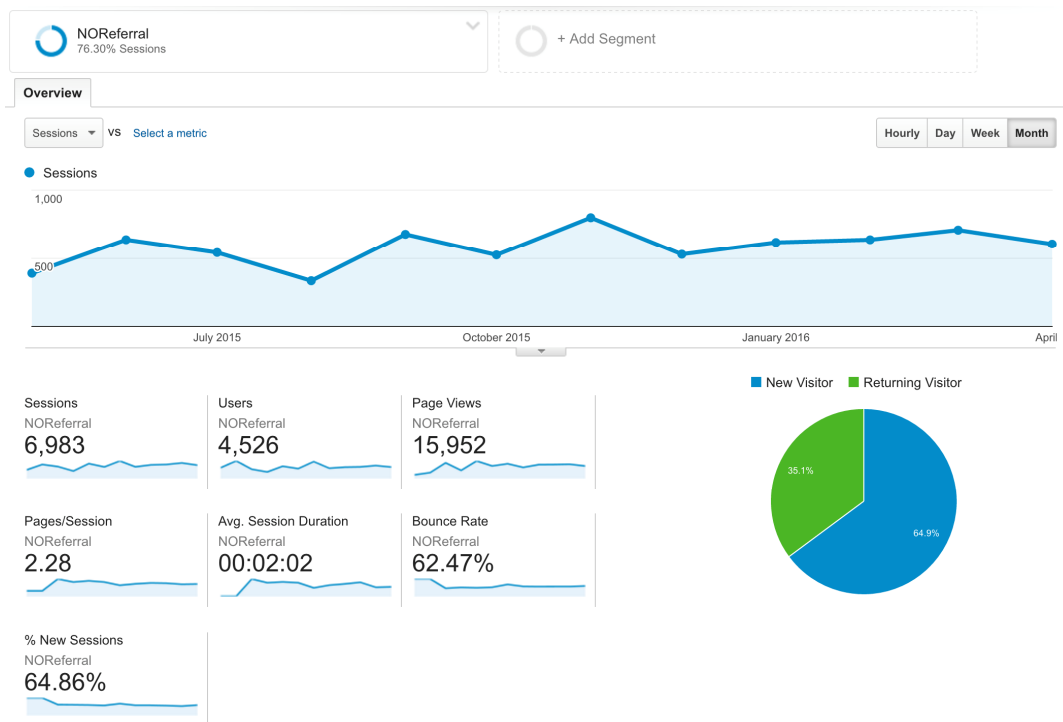 NOReferral
76.30% Sessions
+ Add Segment
Overview
Sessions VS Select a metric
Hourly Day Week Month
Sessions
1,000
500
July 2015 October 2015 January 2016 April
New Visitor Returning Visitor
Sessions
NOReferral
6,983
Users
NOReferral
4,526
Page Views
NOReferral
15,952
35.1%
64.9%
Pages/Session
NOReferral
2.28
Avg. Session Duration
NOReferral
00:02:02
Bounce Rate
NOReferral
62.47%
% New Sessions
NOReferral
64.86%